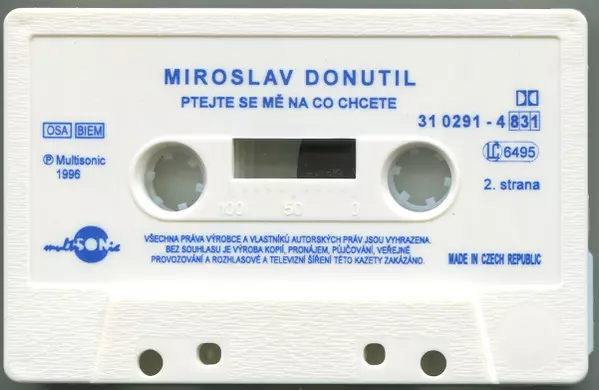 MIROSLAV DONUTIL
PTEJTE SE MĚ NA CO CHCETE
31 0291-4 831
OSA BIEM
LC 6495
℗ Multisonic
1996
2. strana
100 50 0
multiSONic
VŠECHNA PRÁVA VÝROBCE A VLASTNÍKŮ AUTORSKÝCH PRÁV JSOU VYHRAZENA.
BEZ SOUHLASU JE VÝROBA KOPIÍ, PRONÁJEM, PŮJČOVÁNÍ, VEŘEJNÉ
PROVOZOVÁNÍ A ROZHLASOVÉ A TELEVIZNÍ ŠÍŘENÍ TÉTO KAZETY ZAKÁZÁNO.
MADE IN CZECH REPUBLIC